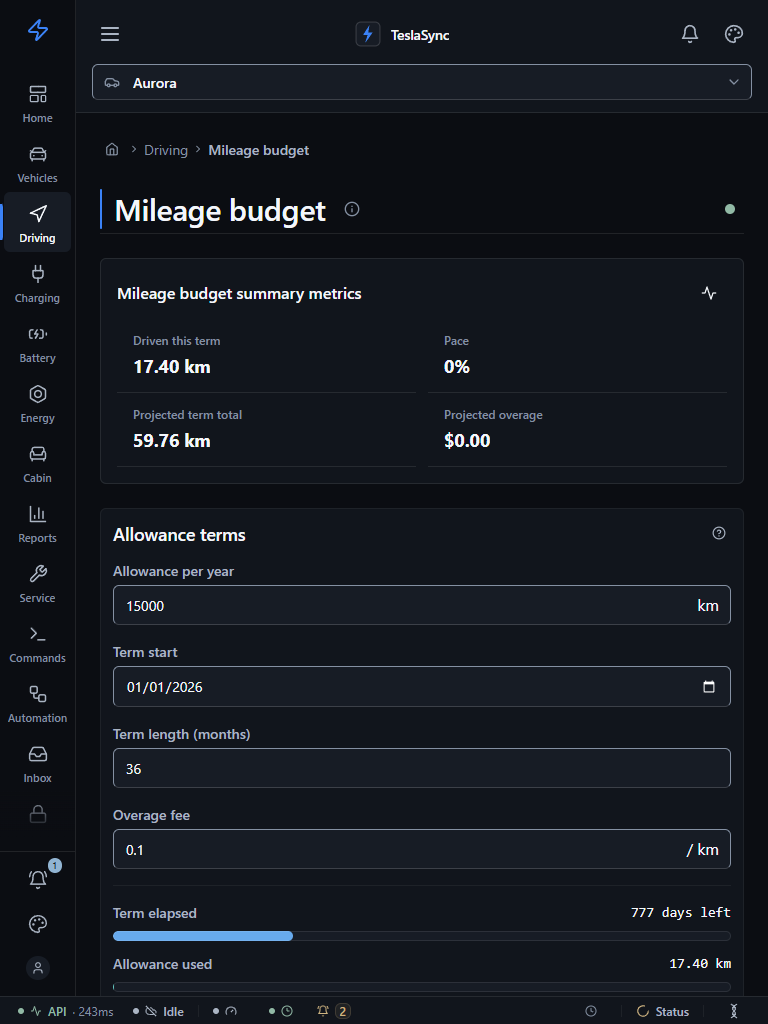 TeslaSync
Aurora
Home
Vehicles
Driving
Charging
Battery
Energy
Cabin
Reports
Service
Commands
Automation
Inbox
1
Driving
Mileage budget
Mileage budget
Mileage budget summary metrics
Driven this term
17.40 km
Pace
0%
Projected term total
59.76 km
Projected overage
$0.00
Allowance terms
Allowance per year
15000 km
Term start
01/01/2026
Term length (months)
36
Overage fee
0.1 / km
Term elapsed 777 days left
Allowance used 17.40 km
API · 243ms Idle 2 Status